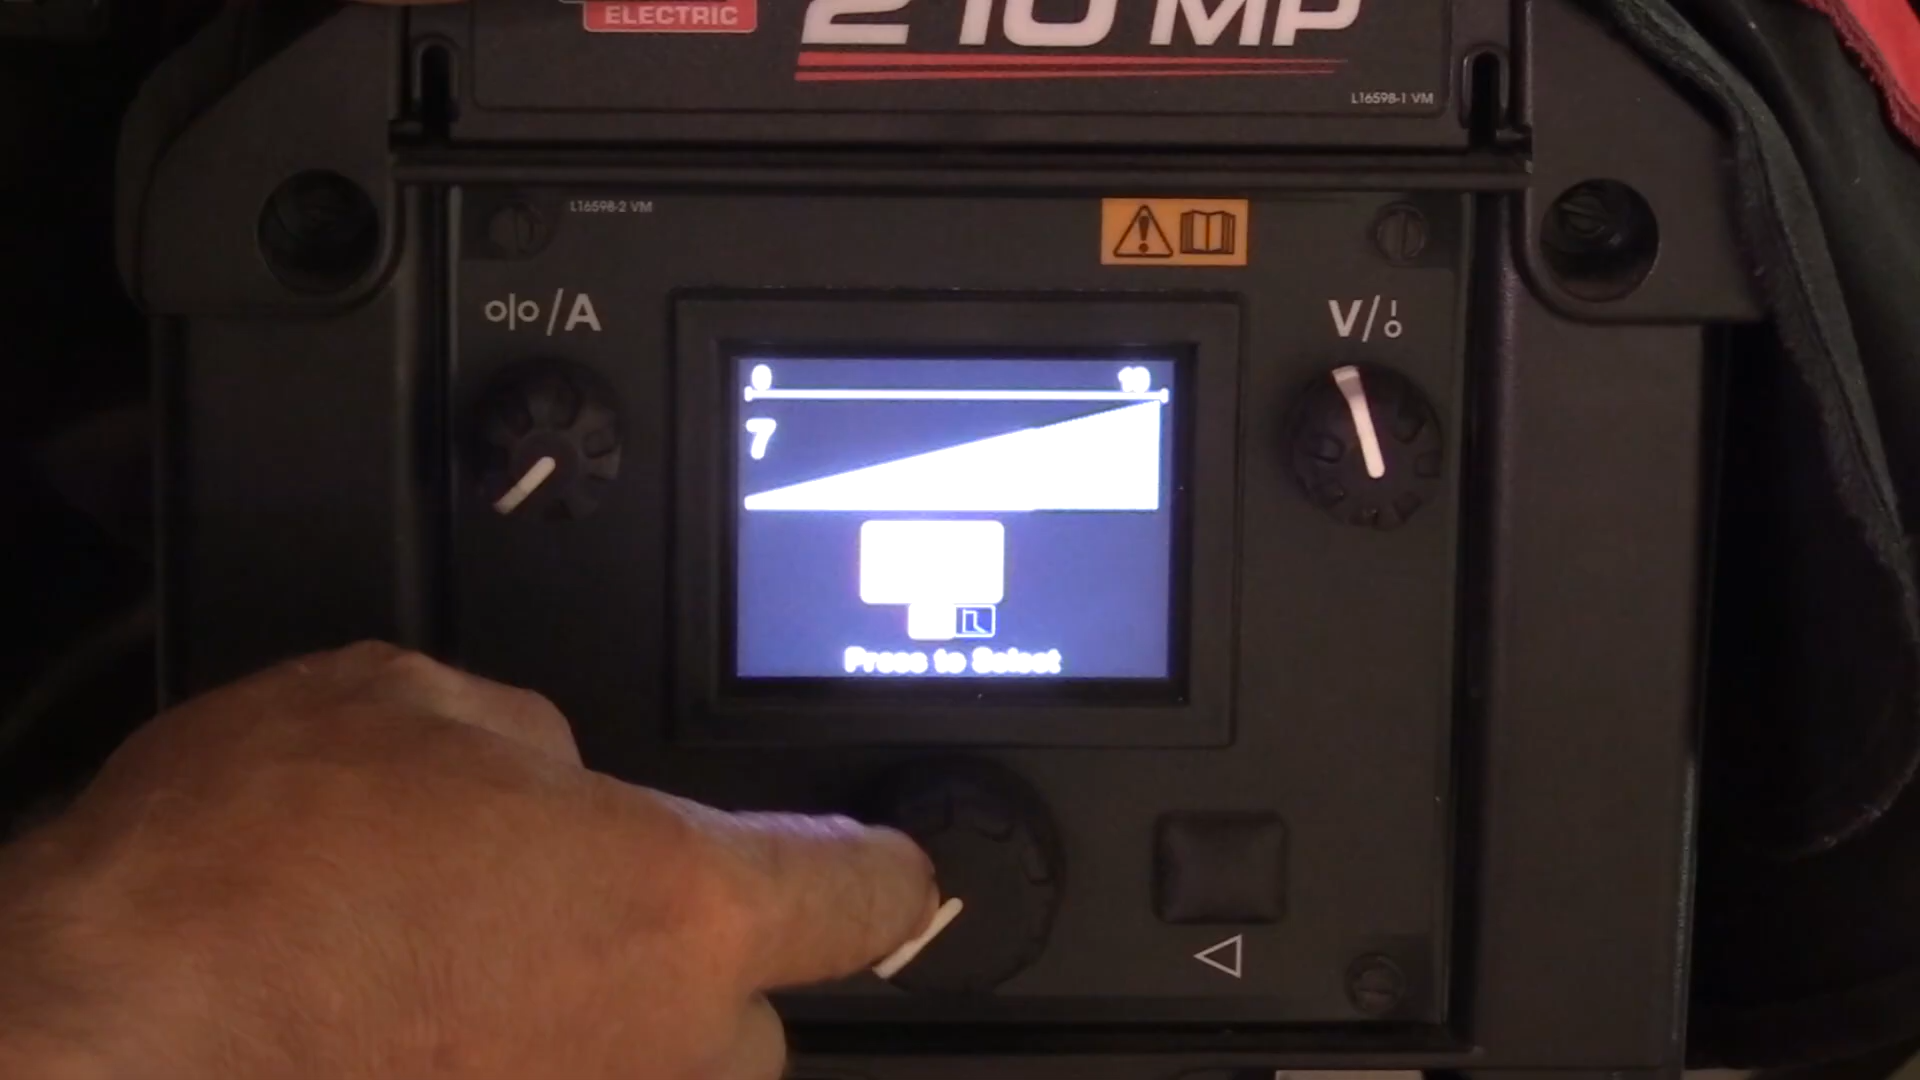 ELECTRIC
210 MP
L16598-1 VM
L16598-2 VM
/A
V/
0
10
7
Press to Select